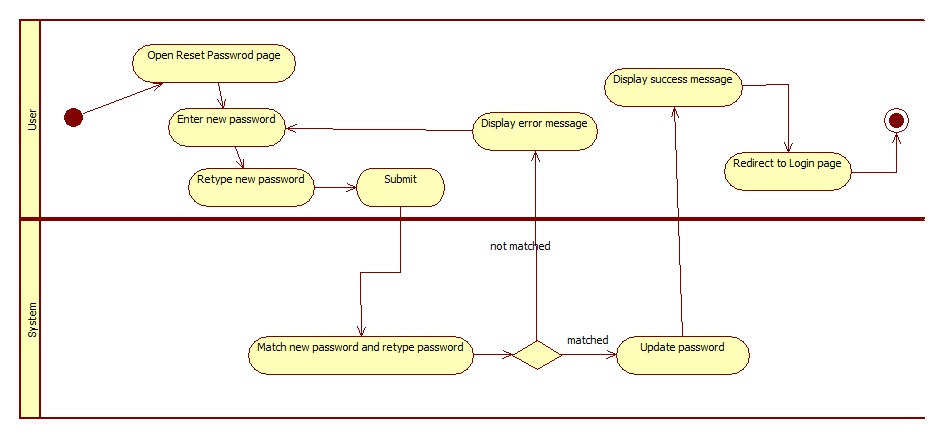 User
Open Reset Passwrod page
Enter new password
Retype new password
Submit
Display error message
Display success message
Redirect to Login page
System
not matched
Match new password and retype password
matched
Update password